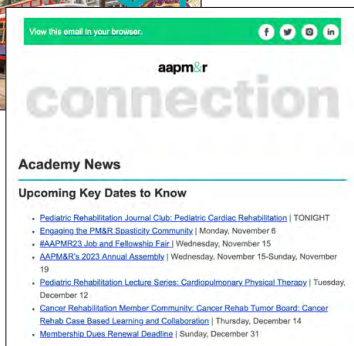 View this email in your browser.
aapm&r
connection
Academy News
Upcoming Key Dates to Know
Pediatric Rehabilitation Journal Club: Pediatric Cardiac Rehabilitation | TONIGHT
Engaging the PM&R Spasticity Community | Monday, November 6
#AAPMR23 Job and Fellowship Fair | Wednesday, November 15
AAPM&R's 2023 Annual Assembly | Wednesday, November 15-Sunday, November
19
Pediatric Rehabilitation Lecture Series: Cardiopulmonary Physical Therapy | Tuesday,
December 12
Cancer Rehabilitation Member Community: Cancer Rehab Tumor Board: Cancer
Rehab Case Based Learning and Collaboration | Thursday, December 14
Membership Dues Renewal Deadline | Sunday, December 31